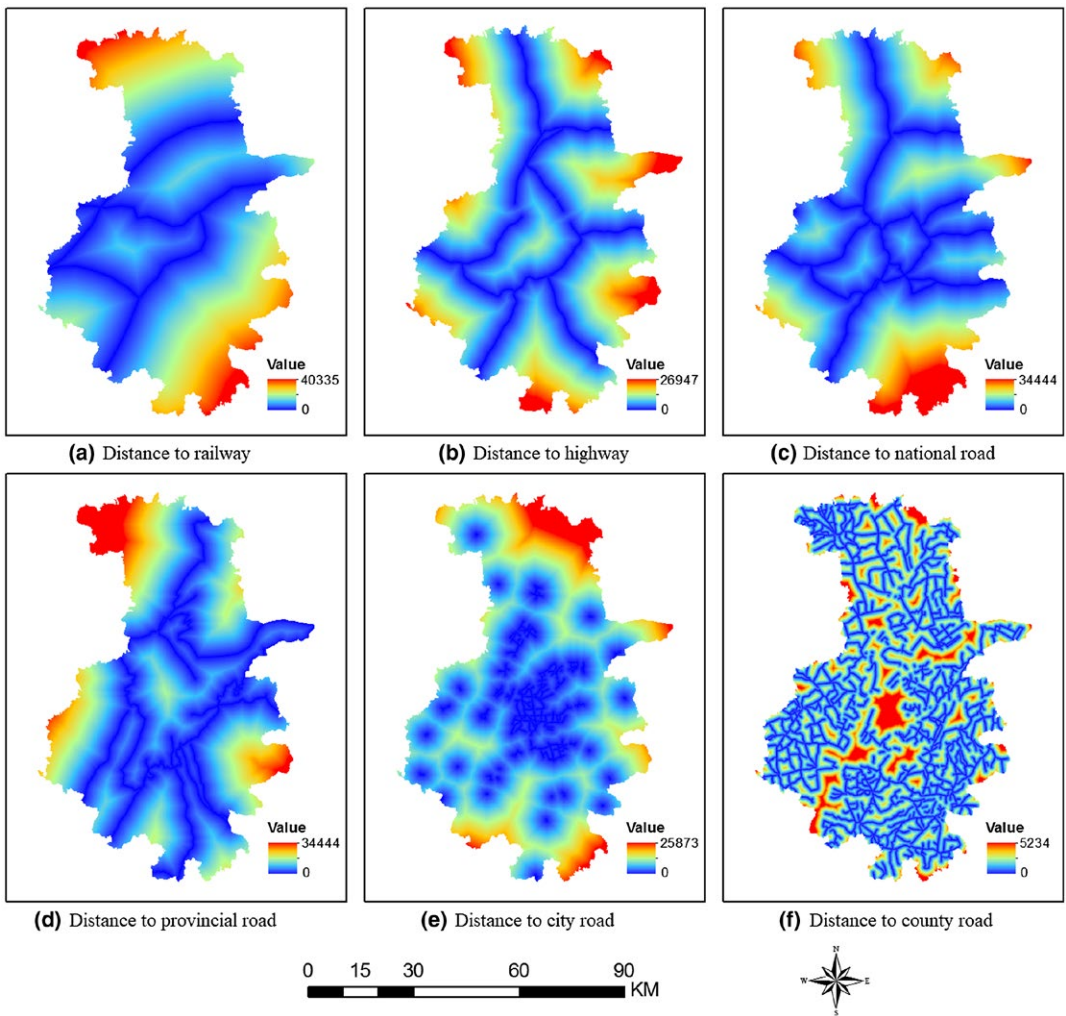 Value
40335
0
(a) Distance to railway
Value
26947
0
(b) Distance to highway
Value
34444
0
(c) Distance to national road
Value
34444
0
(d) Distance to provincial road
Value
25873
0
(e) Distance to city road
Value
5234
0
(f) Distance to county road
0 15 30 60 90
KM
N
W E
S